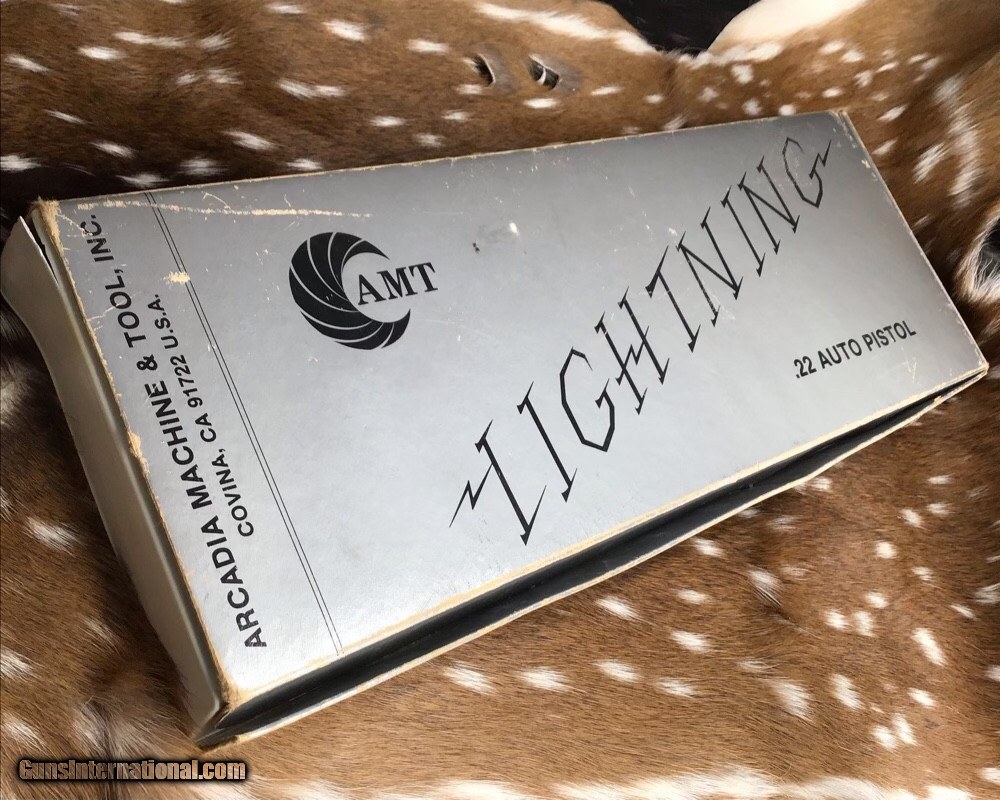 ARCADIA MACHINE & TOOL, INC.
COVINA, CA 91722 U.S.A.
AMT
LIGHTNING
.22 AUTO PISTOL
GunsInternational.com